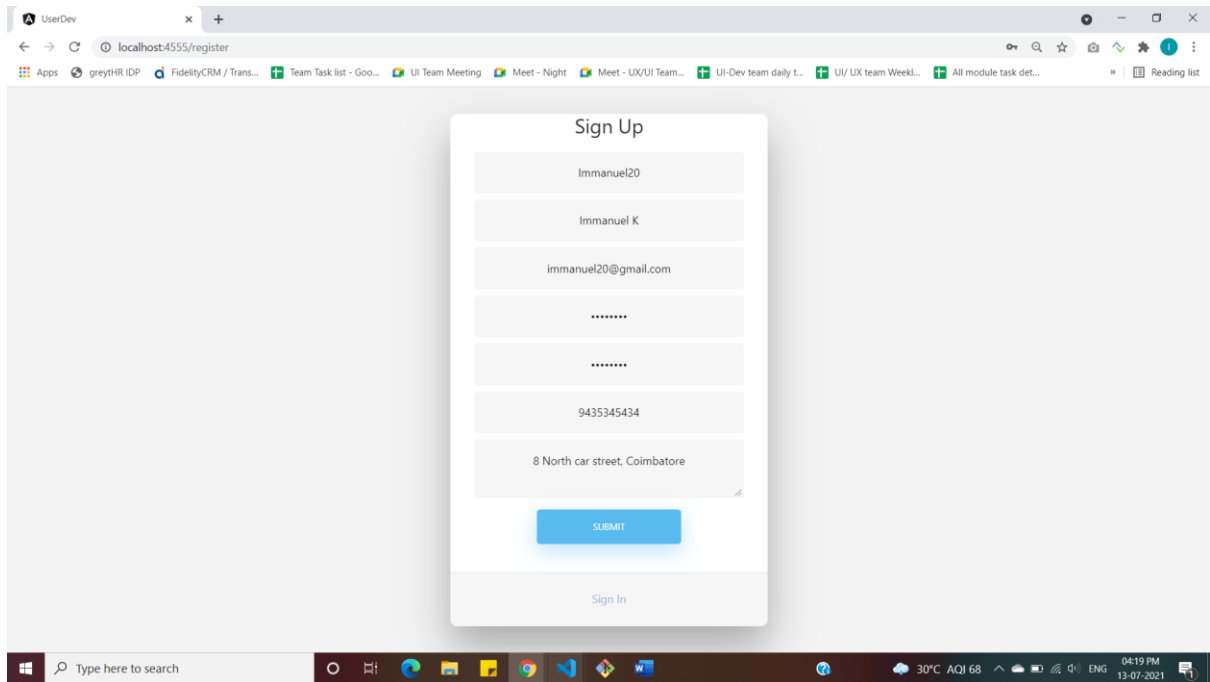 UserDev
localhost:4555/register
Apps greytHR IDP FidelityCRM / Trans... Team Task list - Goo... UI Team Meeting Meet - Night Meet - UX/UI Team... UI-Dev team daily t... UI/ UX team Weekl... All module task det... » Reading list
Sign Up
Immanuel20
Immanuel K
immanuel20@gmail.com
••••••••
••••••••
9435345434
8 North car street, Coimbatore
SUBMIT
Sign In
Type here to search 30°C AQI 68 ENG 04:19 PM
13-07-2021